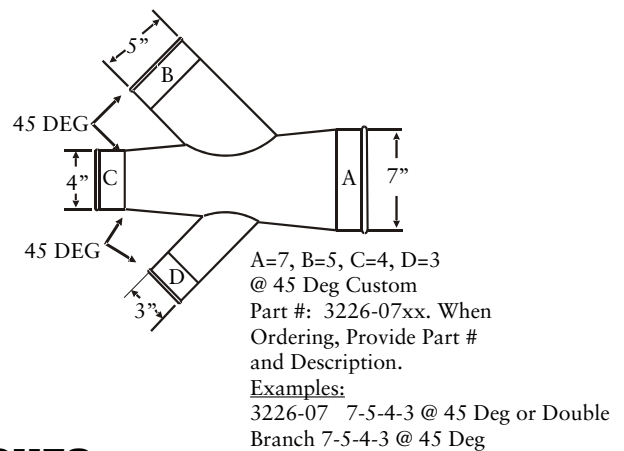 5”
B
45 DEG
4”
C
A
7”
45 DEG
D
3”
A=7, B=5, C=4, D=3
@ 45 Deg Custom
Part #: 3226-07xx. When
Ordering, Provide Part #
and Description.
Examples:
3226-07 7-5-4-3 @ 45 Deg or Double
Branch 7-5-4-3 @ 45 Deg